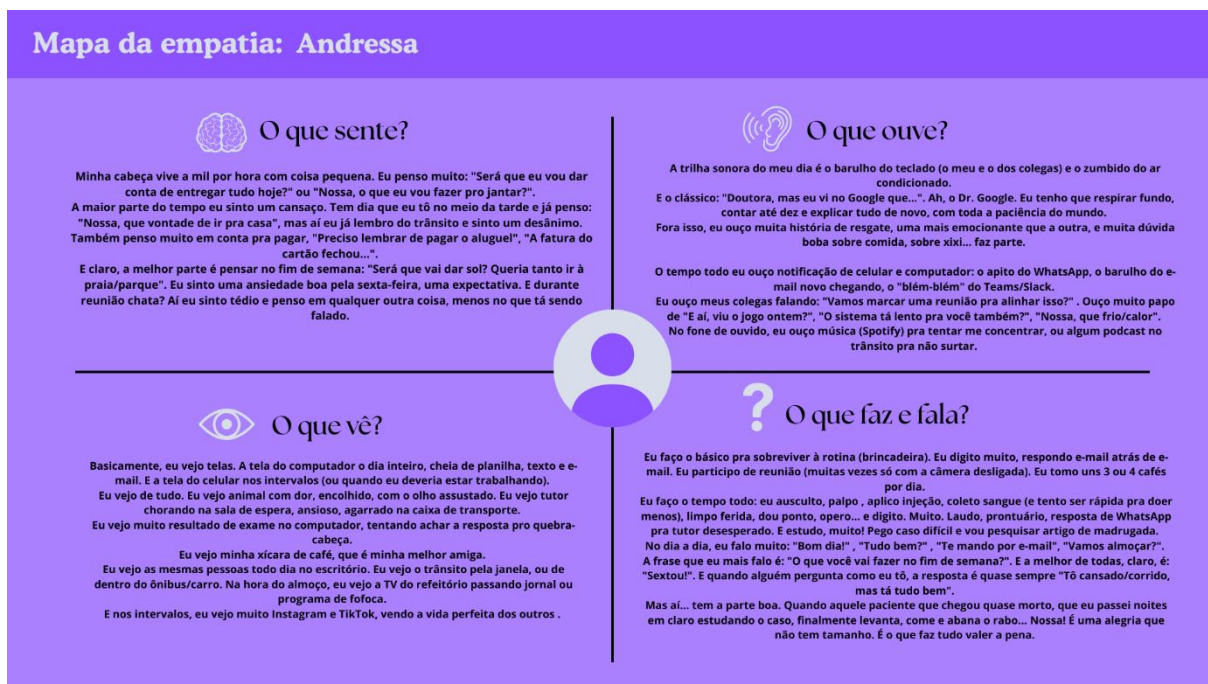 Mapa da empatia: Andressa
O que sente?
Minha cabeça vive a mil por hora com coisa pequena. Eu penso muito: "Será que eu vou dar
conta de entregar tudo hoje?" ou "Nossa, o que eu vou fazer pro jantar?".
A maior parte do tempo eu sinto um cansaço. Tem dia que eu tô no meio da tarde e já penso:
"Nossa, que vontade de ir pra casa", mas aí eu já lembro do trânsito e sinto um desânimo.
Também penso muito em conta pra pagar, "Preciso lembrar de pagar o aluguel", "A fatura do
cartão fechou...".
E claro, a melhor parte é pensar no fim de semana: "Será que vai dar sol? Queria tanto ir à
praia/parque". Eu sinto uma ansiedade boa pela sexta-feira, uma expectativa. E durante
reunião chata? Aí eu sinto tédio e penso em qualquer outra coisa, menos no que tá sendo
falado.
O que ouve?
A trilha sonora do meu dia é o barulho do teclado (o meu e o dos colegas) e o zumbido do ar
condicionado.
E o clássico: "Doutora, mas eu vi no Google que...". Ah, o Dr. Google. Eu tenho que respirar fundo,
contar até dez e explicar tudo de novo, com toda a paciência do mundo.
Fora isso, eu ouço muita história de resgate, uma mais emocionante que a outra, e muita dúvida
boba sobre comida, sobre xixi... faz parte.
O tempo todo eu ouço notificação de celular e computador: o apito do WhatsApp, o barulho do e-
mail novo chegando, o "blém-blém" do Teams/Slack.
Eu ouço meus colegas falando: "Vamos marcar uma reunião pra alinhar isso?" . Ouço muito papo
de "E aí, viu o jogo ontem?", "O sistema tá lento pra você também?", "Nossa, que frio/calor".
No fone de ouvido, eu ouço música (Spotify) pra tentar me concentrar, ou algum podcast no
trânsito pra não surtar.
O que vê?
Basicamente, eu vejo telas. A tela do computador o dia inteiro, cheia de planilha, texto e e-
mail. E a tela do celular nos intervalos (ou quando eu deveria estar trabalhando).
Eu vejo de tudo. Eu vejo animal com dor, encolhido, com o olho assustado. Eu vejo tutor
chorando na sala de espera, ansioso, agarrado na caixa de transporte.
Eu vejo muito resultado de exame no computador, tentando achar a resposta pro quebra-
cabeça.
Eu vejo minha xícara de café, que é minha melhor amiga.
Eu vejo as mesmas pessoas todo dia no escritório. Eu vejo o trânsito pela janela, ou de
dentro do ônibus/carro. Na hora do almoço, eu vejo a TV do refeitório passando jornal ou
programa de fofoca.
E nos intervalos, eu vejo muito Instagram e TikTok, vendo a vida perfeita dos outros .
? O que faz e fala?
Eu faço o básico pra sobreviver à rotina (brincadeira). Eu digito muito, respondo e-mail atrás de e-
mail. Eu participo de reunião (muitas vezes só com a câmera desligada). Eu tomo uns 3 ou 4 cafés
por dia.
Eu faço o tempo todo: eu ausculto, palpo , aplico injeção, coleto sangue (e tento ser rápida pra doer
menos), limpo ferida, dou ponto, opero... e digito. Muito. Laudo, prontuário, resposta de WhatsApp
pra tutor desesperado. E estudo, muito! Pego caso difícil e vou pesquisar artigo de madrugada.
No dia a dia, eu falo muito: "Bom dia!" , "Tudo bem?" , "Te mando por e-mail", "Vamos almoçar?".
A frase que eu mais falo é: "O que você vai fazer no fim de semana?". E a melhor de todas, claro, é:
"Sextou!". E quando alguém pergunta como eu tô, a resposta é quase sempre "Tô cansado/corrido,
mas tá tudo bem".
Mas aí... tem a parte boa. Quando aquele paciente que chegou quase morto, que eu passei noites
em claro estudando o caso, finalmente levanta, come e abana o rabo... Nossa! É uma alegria que
não tem tamanho. É o que faz tudo valer a pena.